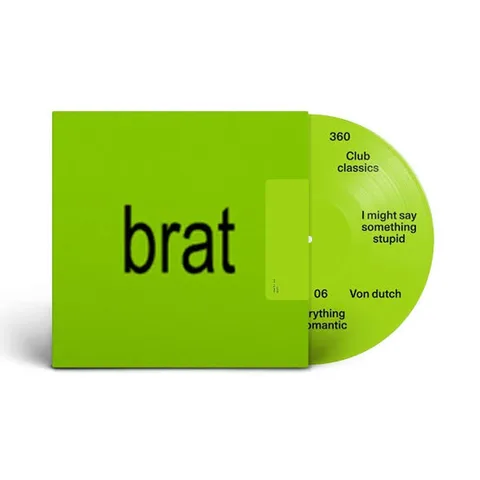 brat
360
Club
classics
I might say
something
stupid
06
Von dutch
rything
omantic